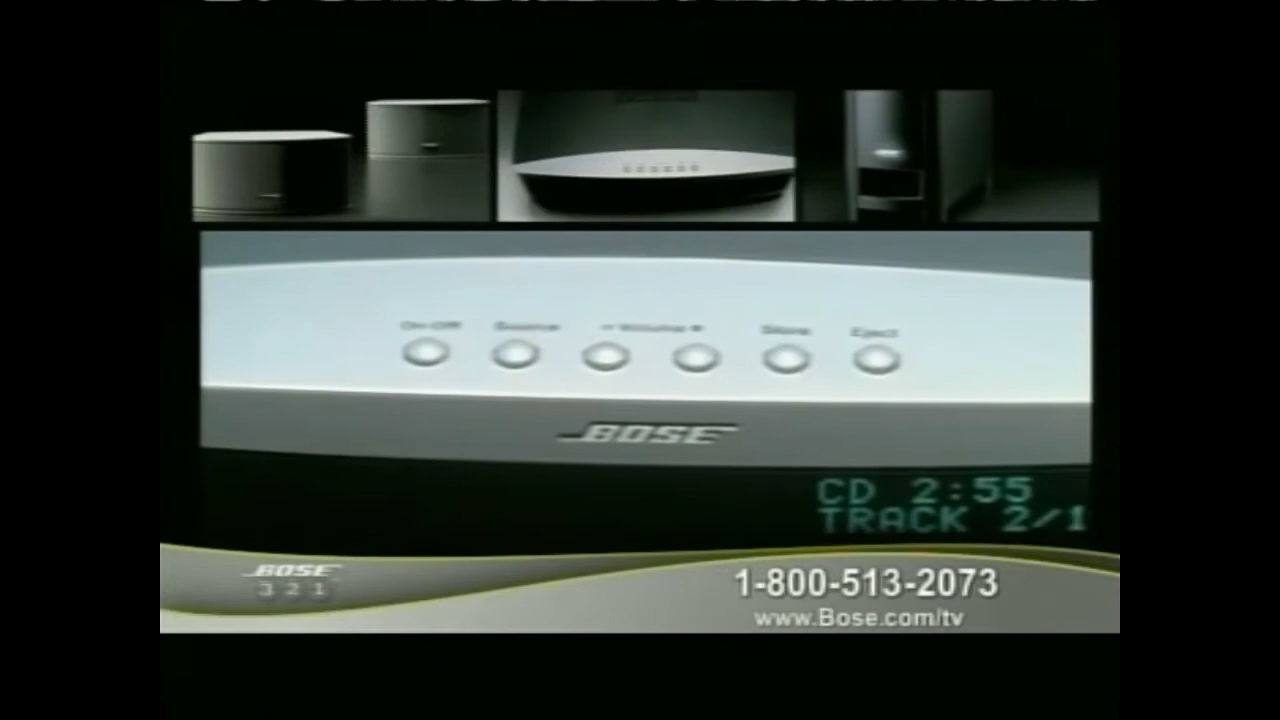 On·Off Source - Volume + Store Eject
BOSE
CD 2:55
TRACK 2/1
BOSE
3 2 1
1-800-513-2073
www.Bose.com/tv